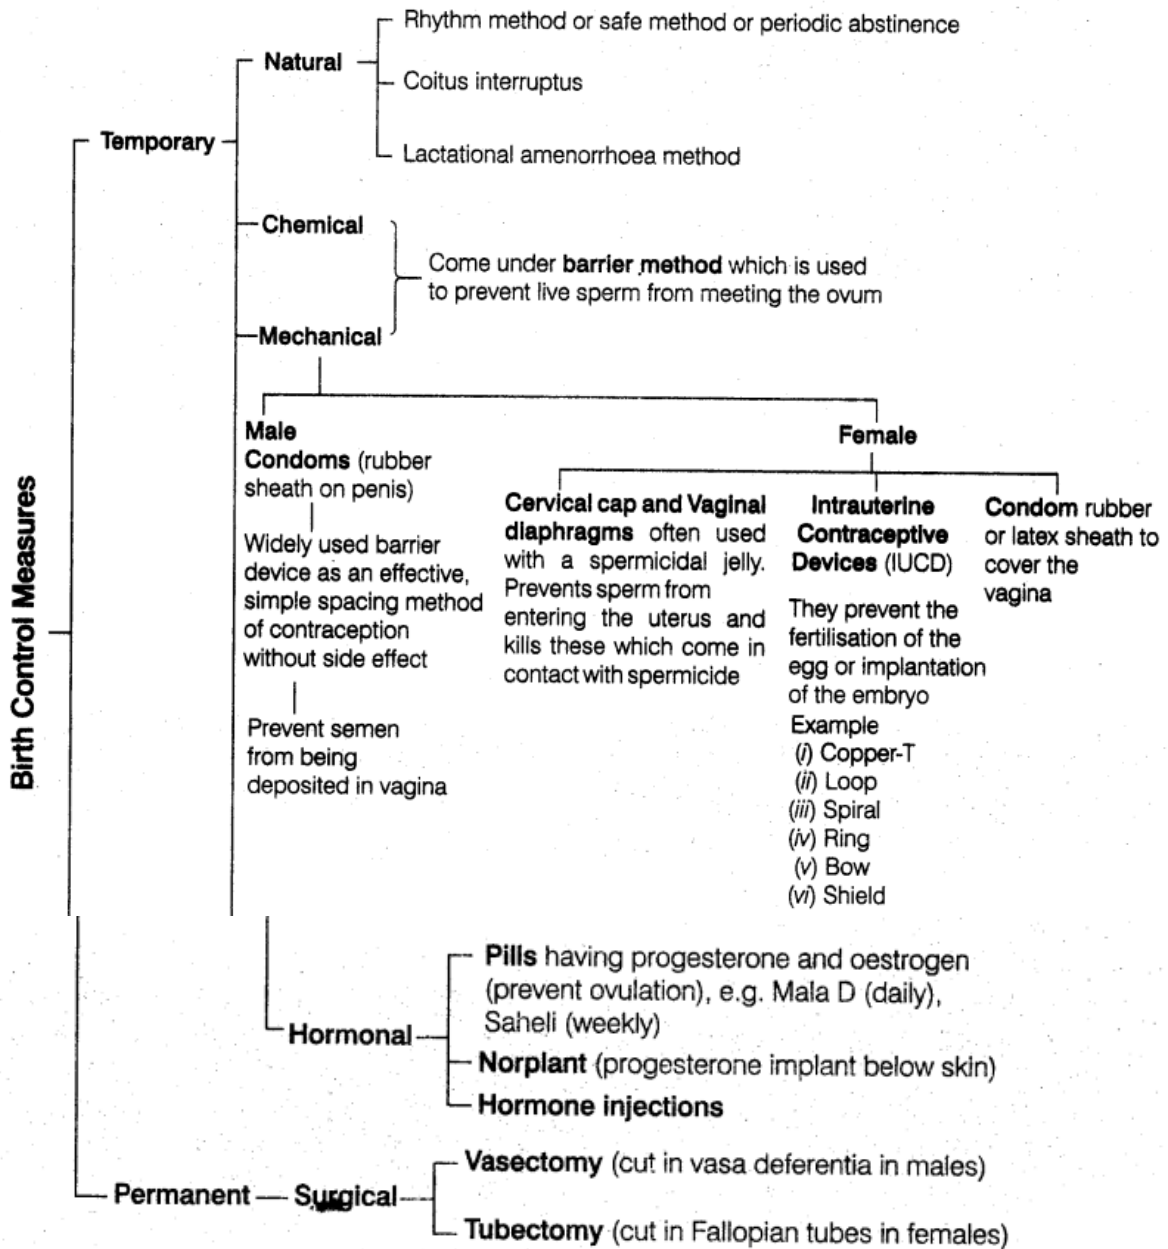 Rhythm method or safe method or periodic abstinence
Natural
Coitus interruptus
Temporary
Lactational amenorrhoea method
Chemical
Come under barrier method which is used
to prevent live sperm from meeting the ovum
Mechanical
Male
Condoms (rubber
sheath on penis)
Widely used barrier
device as an effective,
simple spacing method
of contraception
without side effect
Prevent semen
from being
deposited in vagina
Female
Cervical cap and Vaginal
diaphragms often used
with a spermicidal jelly.
Prevents sperm from
entering the uterus and
kills these which come in
contact with spermicide
Intrauterine
Contraceptive
Devices (IUCD)
They prevent the
fertilisation of the
egg or implantation
of the embryo
Example
(i) Copper-T
(ii) Loop
(iii) Spiral
(iv) Ring
(v) Bow
(vi) Shield
Condom rubber
or latex sheath to
cover the
vagina
Birth Control Measures
Pills having progesterone and oestrogen
(prevent ovulation), e.g. Mala D (daily),
Saheli (weekly)
Hormonal
Norplant (progesterone implant below skin)
Hormone injections
Vasectomy (cut in vasa deferentia in males)
Permanent
Surgical
Tubectomy (cut in Fallopian tubes in females)